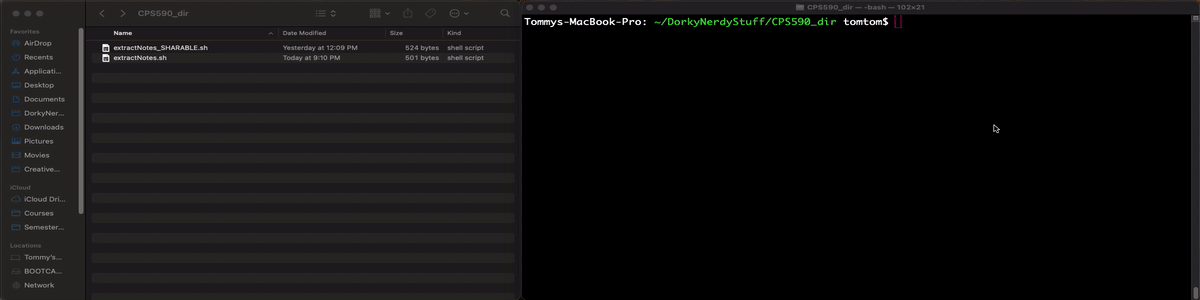 CPS590_dir
Name
Date Modified
Size
Kind
extractNotes_SHARABLE.sh
Yesterday at 12:09 PM
524 bytes
shell script
extractNotes.sh
Today at 9:10 PM
501 bytes
shell script
Favorites
AirDrop
Recents
Applicati...
Desktop
Documents
DorkyNer...
Downloads
Pictures
Movies
Creative...
iCloud
iCloud Dri...
Courses
Semester...
Locations
Tommy's...
BOOTCA...
Network
CPS590_dir — -bash — 102×21
Tommys-MacBook-Pro: ~/DorkyNerdyStuff/CPS590_dir tomtom$